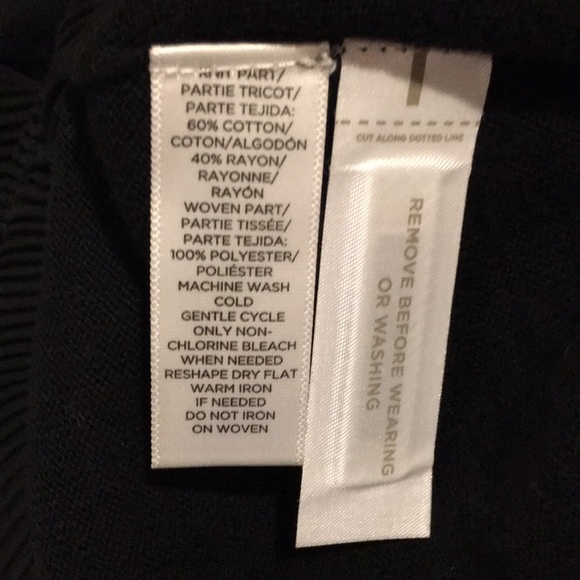 KNIT PART/
PARTIE TRICOT/
PARTE TEJIDA:
60% COTTON/
COTON/ALGODÓN
40% RAYON/
RAYONNE/
RAYÓN
WOVEN PART/
PARTIE TISSÉE/
PARTE TEJIDA:
100% POLYESTER/
POLIÉSTER
MACHINE WASH
COLD
GENTLE CYCLE
ONLY NON-
CHLORINE BLEACH
WHEN NEEDED
RESHAPE DRY FLAT
WARM IRON
IF NEEDED
DO NOT IRON
ON WOVEN
CUT ALONG DOTTED LINE
REMOVE BEFORE WEARING
OR WASHING